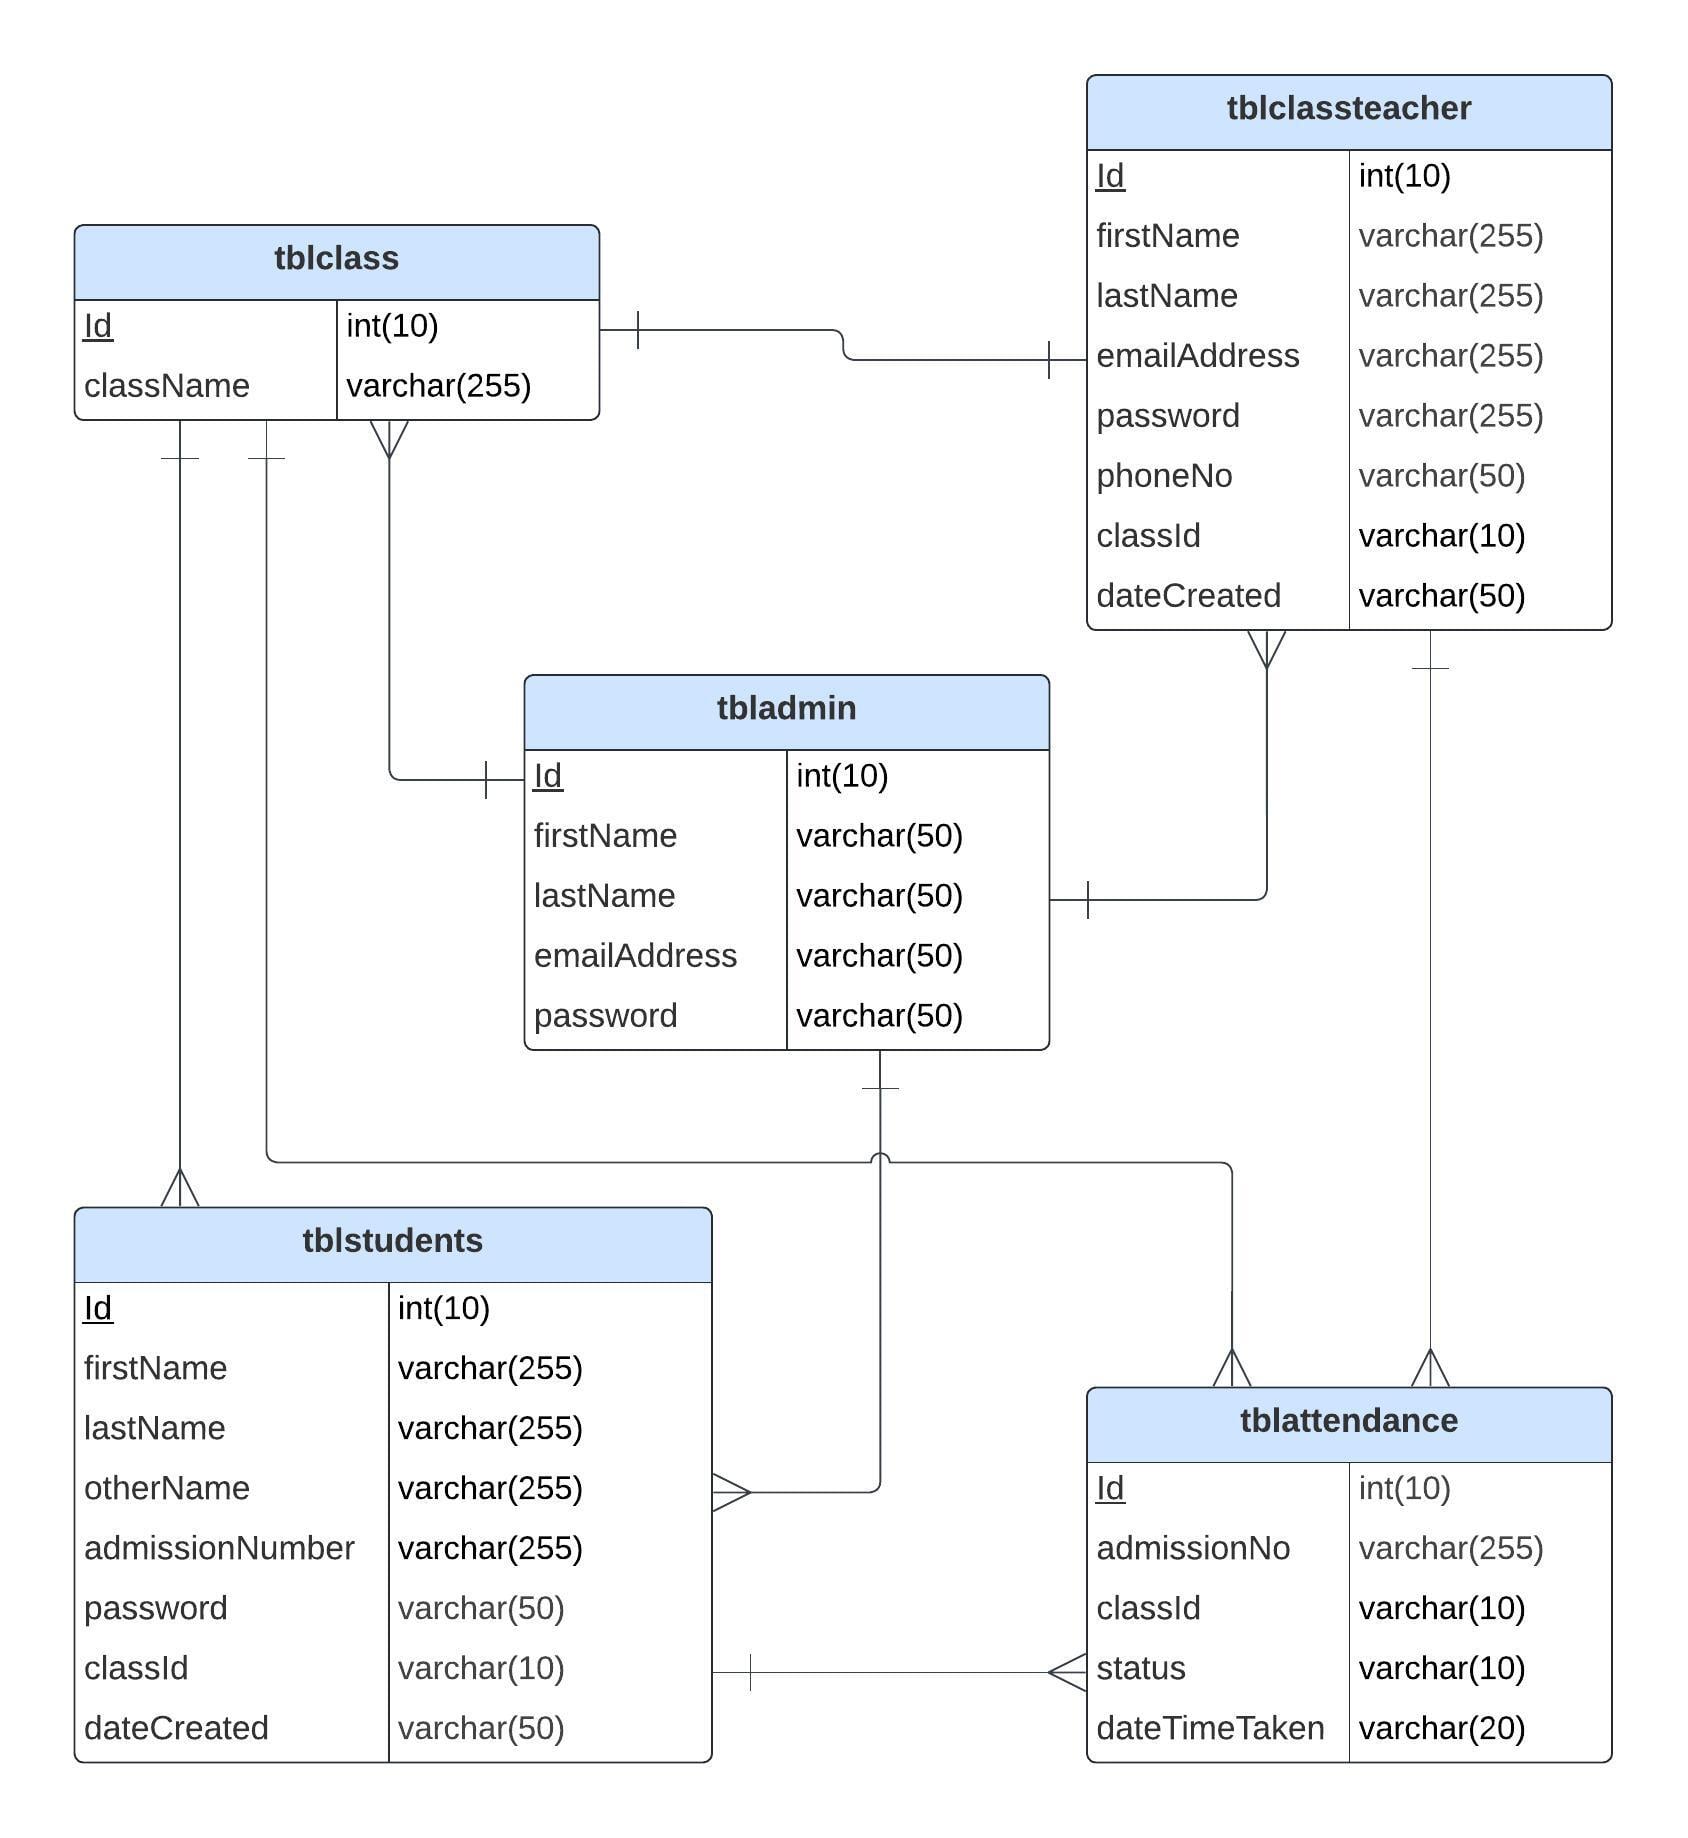 tblclassteacher
Id int(10)
firstName varchar(255)
lastName varchar(255)
emailAddress varchar(255)
password varchar(255)
phoneNo varchar(50)
classId varchar(10)
dateCreated varchar(50)
tblclass
Id int(10)
className varchar(255)
tbladmin
Id int(10)
firstName varchar(50)
lastName varchar(50)
emailAddress varchar(50)
password varchar(50)
tblstudents
Id int(10)
firstName varchar(255)
lastName varchar(255)
otherName varchar(255)
admissionNumber varchar(255)
password varchar(50)
classId varchar(10)
dateCreated varchar(50)
tblattendance
Id int(10)
admissionNo varchar(255)
classId varchar(10)
status varchar(10)
dateTimeTaken varchar(20)